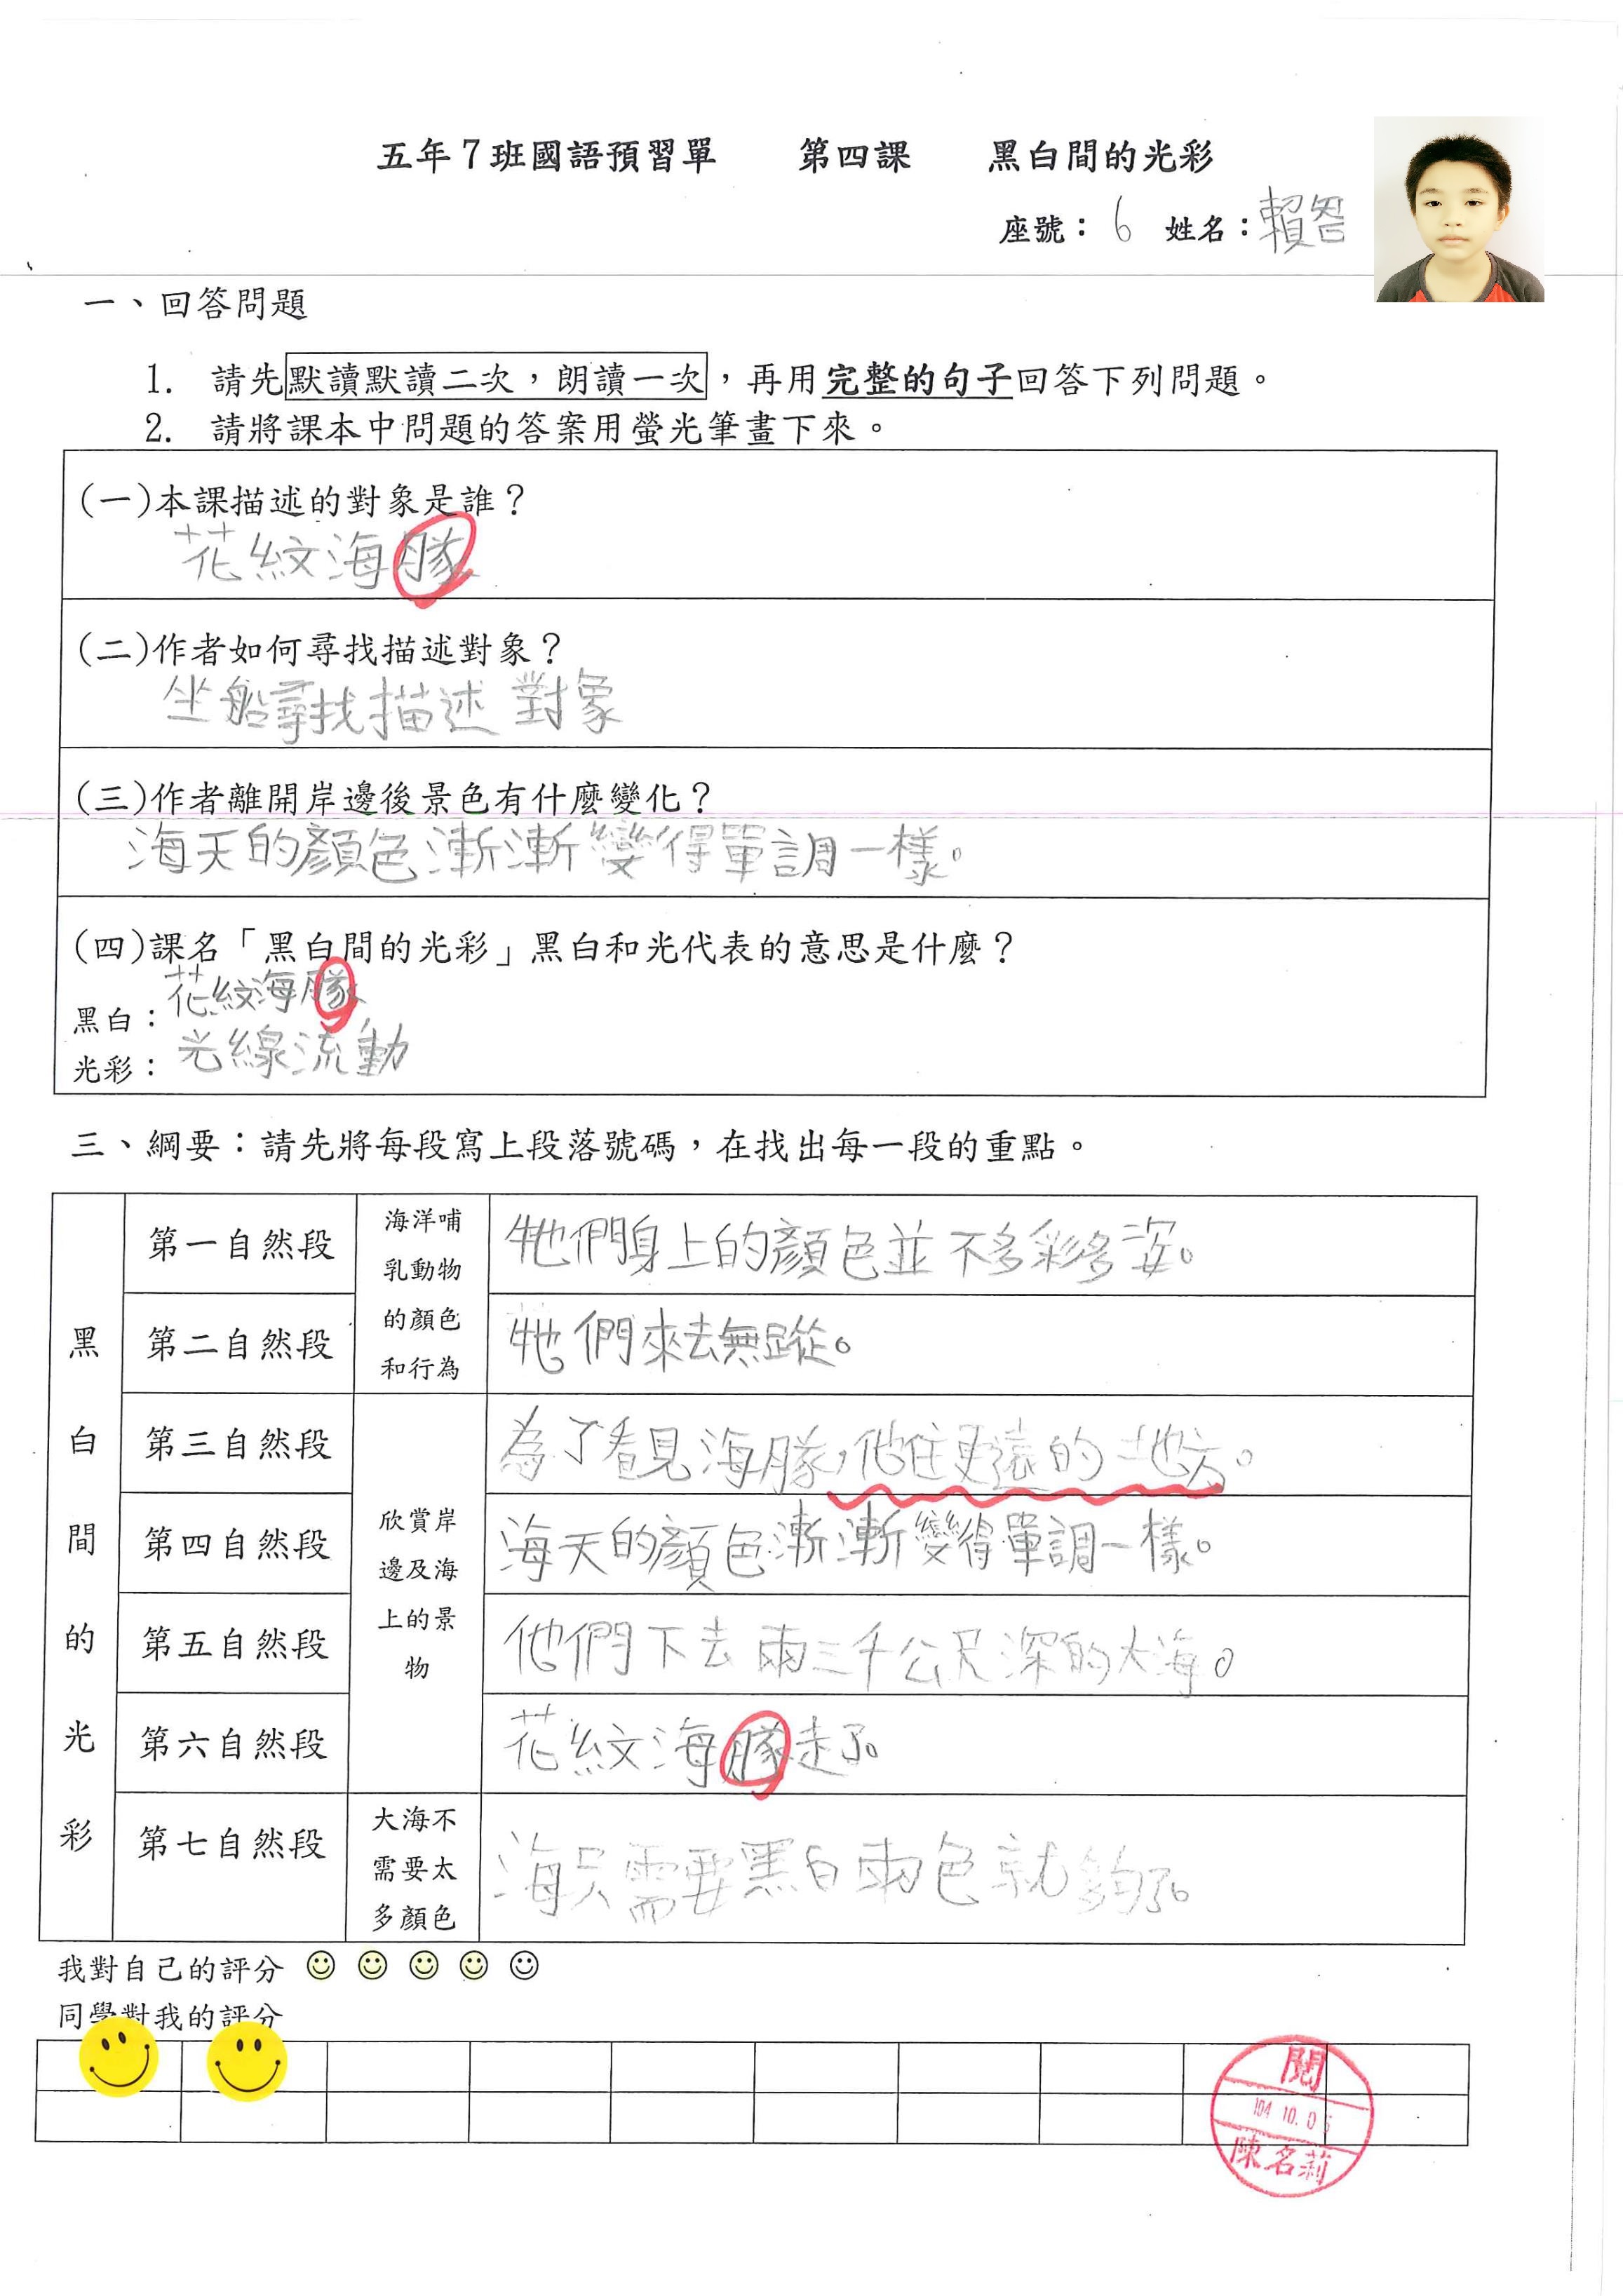 五年7班國語預習單 第四課 黑白間的光彩
座號：6 姓名：賴
一、回答問題
1. 請先默讀默讀二次，朗讀一次，再用完整的句子回答下列問題。
2. 請將課本中問題的答案用螢光筆畫下來。
(一)本課描述的對象是誰？
花紋海豚
(二)作者如何尋找描述對象？
坐船尋找描述對象
(三)作者離開岸邊後景色有什麼變化？
海天的顏色漸漸變得單調一樣。
(四)課名「黑白間的光彩」黑白和光代表的意思是什麼？
黑白：花紋海豚
光彩：光線流動
三、綱要：請先將每段寫上段落號碼，在找出每一段的重點。
黑白間的光彩
海洋哺乳動物的顏色和行為
第一自然段 牠們身上的顏色並不多彩多姿。
第二自然段 牠們來去無蹤。
欣賞岸邊及海上的景物
第三自然段 為了看見海豚，他往更遠的地方。
第四自然段 海天的顏色漸漸變得單調一樣。
第五自然段 他們下去兩三千公尺深的大海。
第六自然段 花紋海豚走了。
大海不需要太多顏色
第七自然段 海只需要黑白兩色就夠了。
我對自己的評分
同學對我的評分
閱
104.10.05
陳名莉